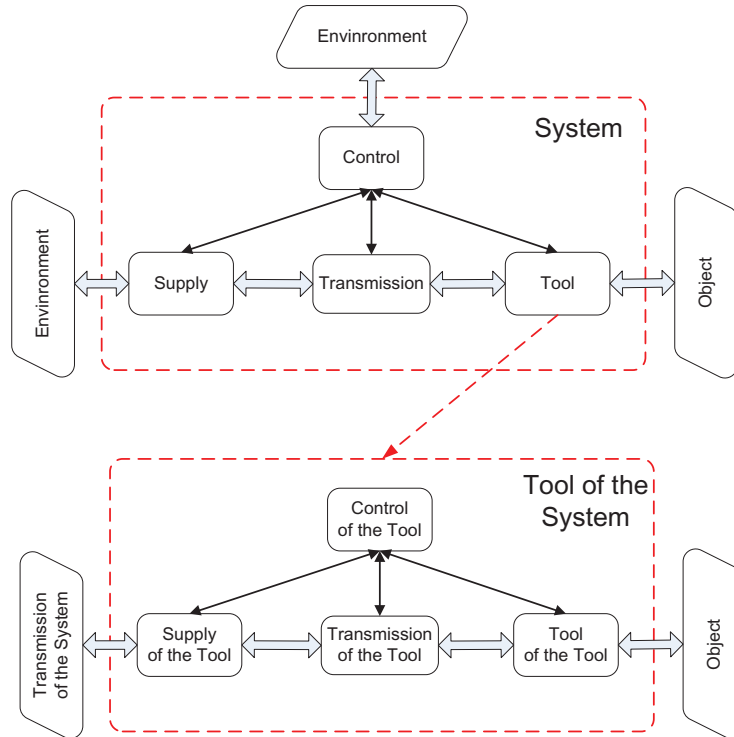 Envinronment
System
Control
Envinronment
Supply
Transmission
Tool
Object
Tool of the
System
Control
of the Tool
Transmission
of the System
Supply
of the Tool
Transmission
of the Tool
Tool
of the Tool
Object